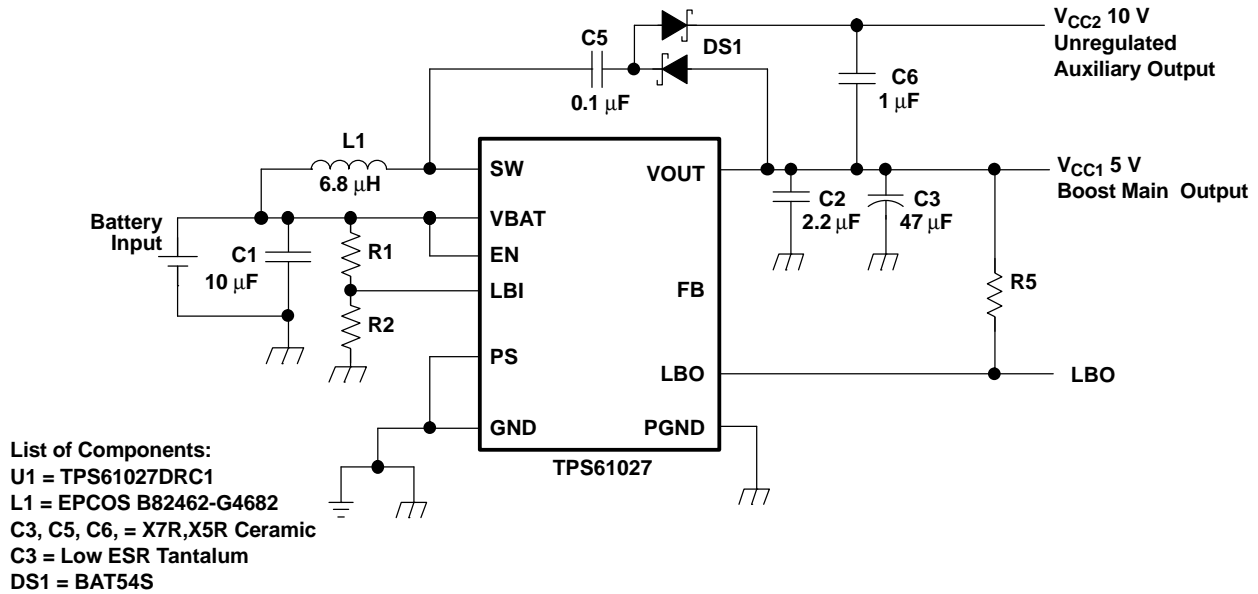 C5
0.1 μF
DS1
V_CC2 10 V
Unregulated
Auxiliary Output
C6
1 μF
L1
6.8 μH
SW
VOUT
V_CC1 5 V
Boost Main Output
C2
2.2 μF
C3
47 μF
Battery
Input
VBAT
C1
10 μF
R1
EN
LBI
FB
R5
R2
PS
LBO
LBO
GND
PGND
TPS61027
List of Components:
U1 = TPS61027DRC1
L1 = EPCOS B82462-G4682
C3, C5, C6, = X7R,X5R Ceramic
C3 = Low ESR Tantalum
DS1 = BAT54S